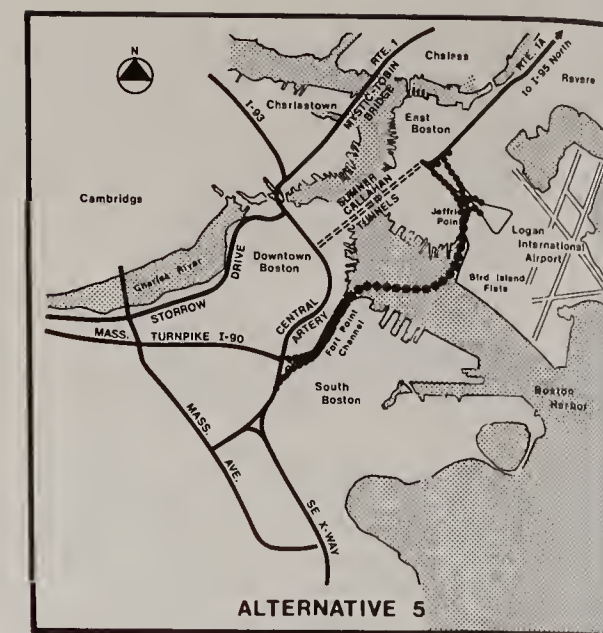 N
RTE. 1
Chelsea
RTE. 1A
to I-95 North
Revere
I-93
Charlestown
MYSTIC-TOBIN
BRIDGE
East
Boston
Cambridge
SUMNER
CALLAHAN
TUNNELS
Jeffries
Point
Logan
International
Airport
Downtown
Boston
Charles River
STORROW
DRIVE
Bird Island
Flats
CENTRAL
ARTERY
MASS.
TURNPIKE I-90
Fort Point
Channel
South
Boston
Boston
Harbor
MASS.
AVE.
SE X-WAY
ALTERNATIVE 5